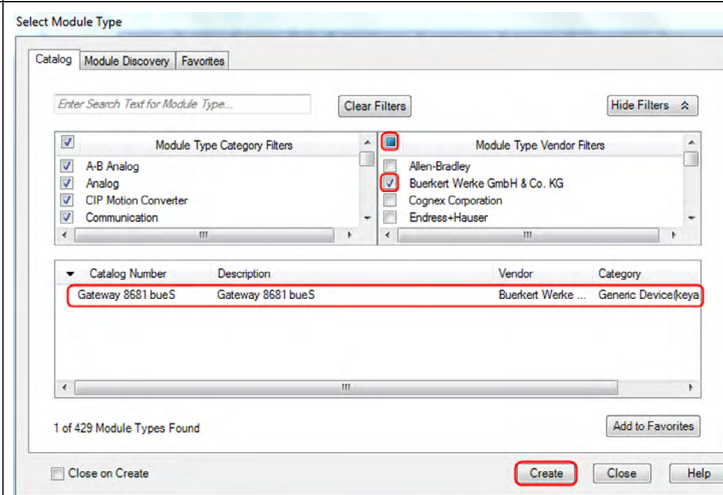 Select Module Type
Catalog Module Discovery Favorites
Enter Search Text for Module Type...
Clear Filters
Hide Filters
Module Type Category Filters
A-B Analog
Analog
CIP Motion Converter
Communication
Module Type Vendor Filters
Allen-Bradley
Buerkert Werke GmbH & Co. KG
Cognex Corporation
Endress+Hauser
Catalog Number Description Vendor Category
Gateway 8681 bueS Gateway 8681 bueS Buerkert Werke ... Generic Device(keya
1 of 429 Module Types Found
Add to Favorites
Close on Create
Create Close Help